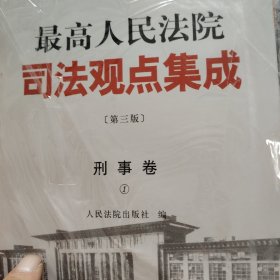 最高人民法院
司法观点集成
〔第三版〕
刑事卷
①
人民法院出版社 编